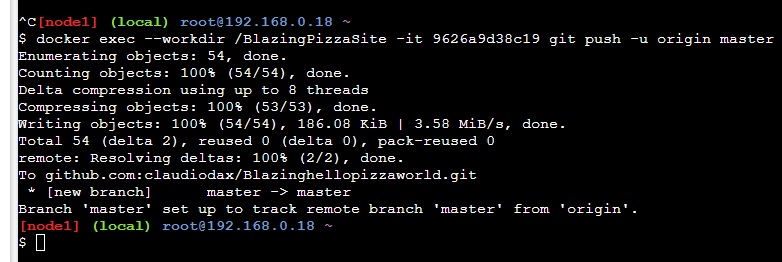 ^C[node1] (local) root@192.168.0.18 ~
$ docker exec --workdir /BlazingPizzaSite -it 9626a9d38c19 git push -u origin master
Enumerating objects: 54, done.
Counting objects: 100% (54/54), done.
Delta compression using up to 8 threads
Compressing objects: 100% (53/53), done.
Writing objects: 100% (54/54), 186.08 KiB | 3.58 MiB/s, done.
Total 54 (delta 2), reused 0 (delta 0), pack-reused 0
remote: Resolving deltas: 100% (2/2), done.
To github.com:claudiodax/Blazinghellopizzaworld.git
 * [new branch]      master -> master
Branch 'master' set up to track remote branch 'master' from 'origin'.
[node1] (local) root@192.168.0.18 ~
$